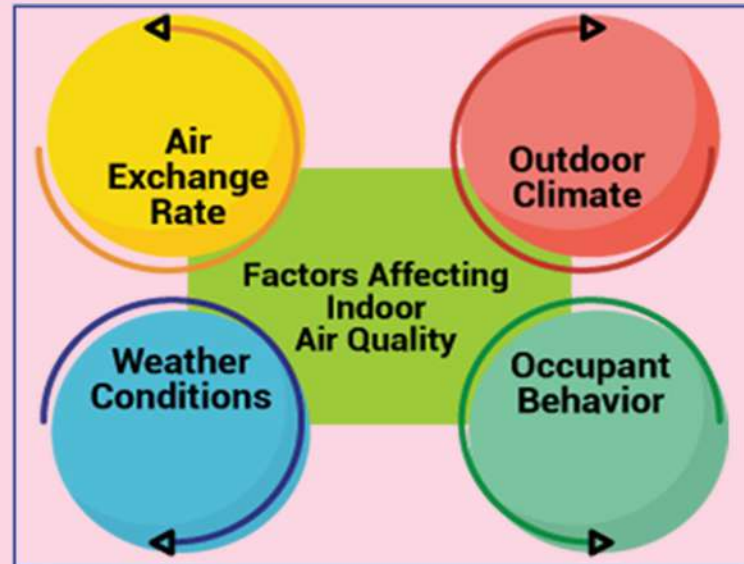 Air
Exchange
Rate
Outdoor
Climate
Factors Affecting
Indoor
Air Quality
Weather
Conditions
Occupant
Behavior